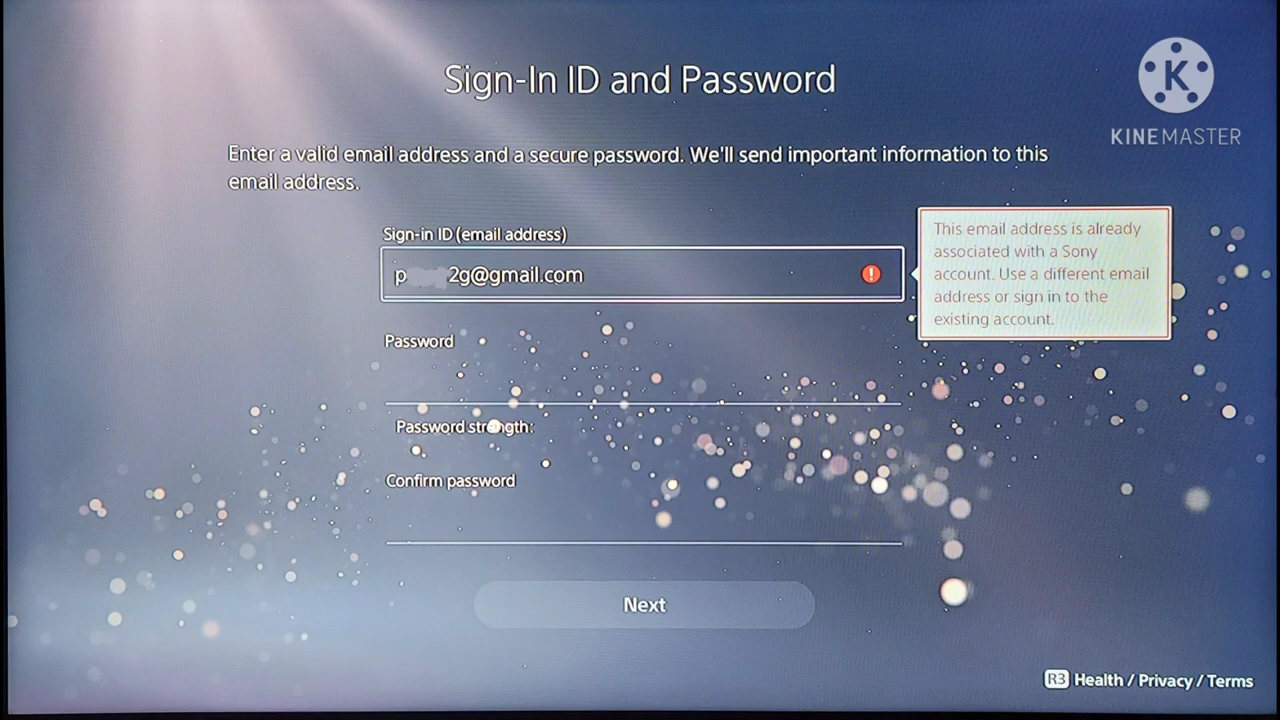 Sign-In ID and Password
KINEMASTER
Enter a valid email address and a secure password. We'll send important information to this
email address.
Sign-in ID (email address)
p 2g@gmail.com
!
This email address is already
associated with a Sony
account. Use a different email
address or sign in to the
existing account.
Password
Password strength:
Confirm password
Next
R3 Health / Privacy / Terms